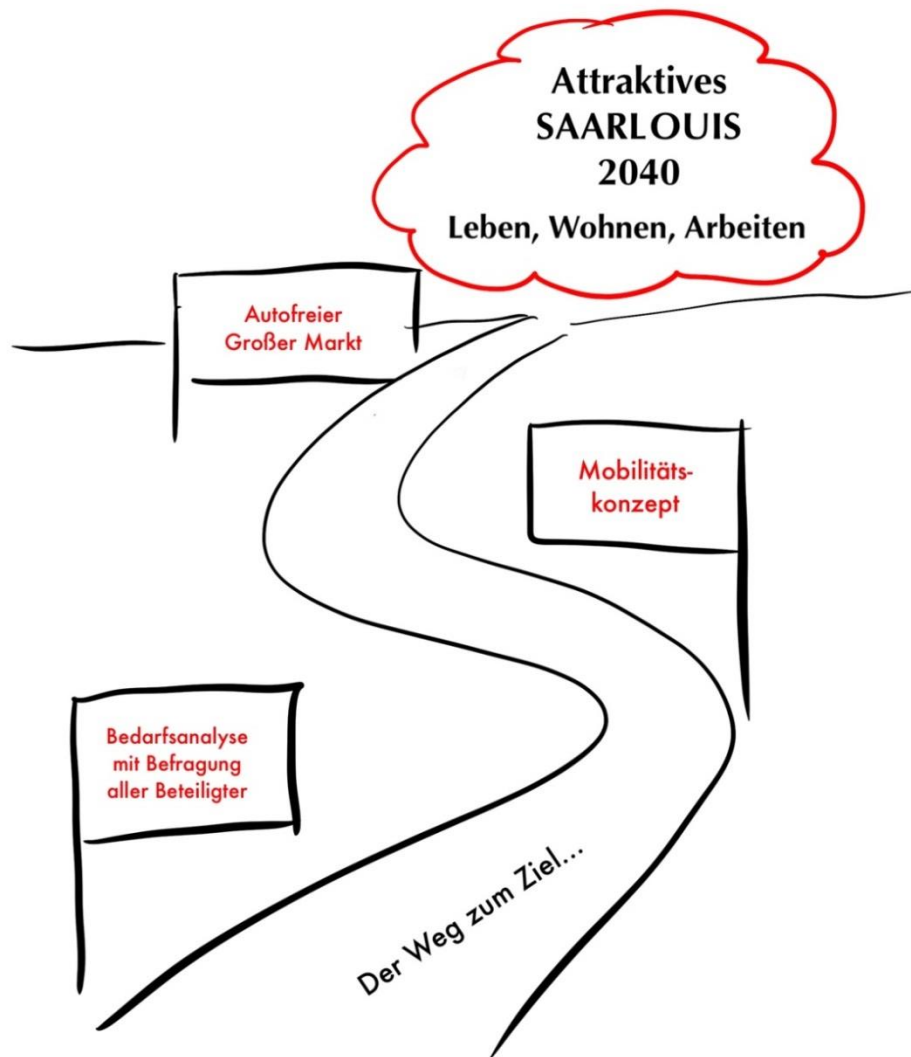 Attraktives
SAARLOUIS
2040
Leben, Wohnen, Arbeiten
Autofreier
Großer Markt
Mobilitäts-
konzept
Bedarfsanalyse
mit Befragung
aller Beteiligter
Der Weg zum Ziel...